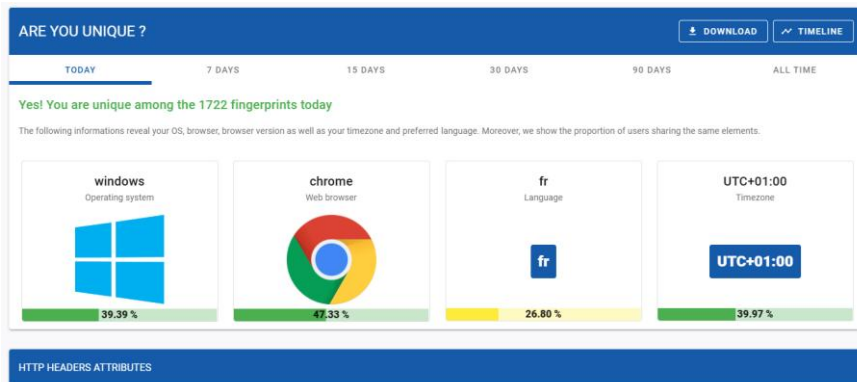 ARE YOU UNIQUE ?
DOWNLOAD
TIMELINE
TODAY
7 DAYS
15 DAYS
30 DAYS
90 DAYS
ALL TIME
Yes! You are unique among the 1722 fingerprints today
The following informations reveal your OS, browser, browser version as well as your timezone and preferred language. Moreover, we show the proportion of users sharing the same elements.
windows
Operating system
39.39 %
chrome
Web browser
47.33 %
fr
Language
fr
26.80 %
UTC+01:00
Timezone
UTC+01:00
39.97 %
HTTP HEADERS ATTRIBUTES